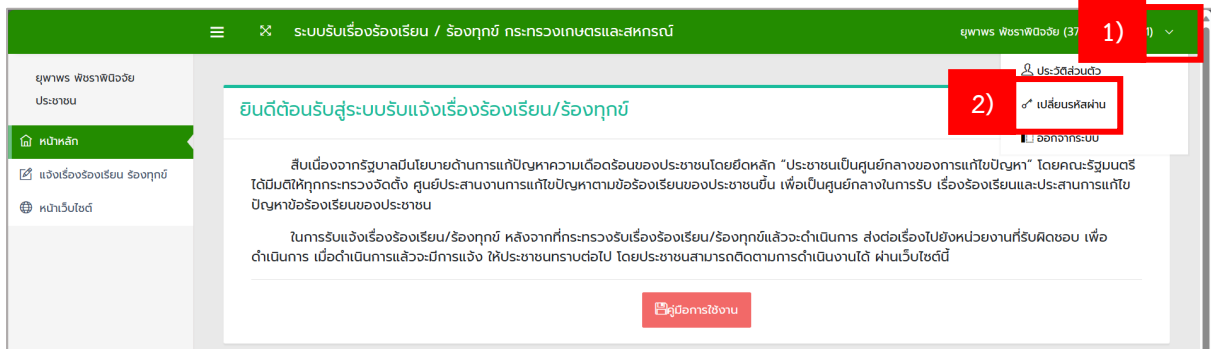 ระบบรับเรื่องร้องเรียน / ร้องทุกข์ กระทรวงเกษตรและสหกรณ์
ยุพาพร พัชราพินิจฉัย (37
1)
1)
ยุพาพร พัชราพินิจฉัย
ประชาชน
ประวัติส่วนตัว
2)
เปลี่ยนรหัสผ่าน
ออกจากระบบ
หน้าหลัก
แจ้งเรื่องร้องเรียน ร้องทุกข์
หน้าเว็บไซต์
ยินดีต้อนรับสู่ระบบรับแจ้งเรื่องร้องเรียน/ร้องทุกข์
สืบเนื่องจากรัฐบาลมีนโยบายด้านการแก้ปัญหาความเดือดร้อนของประชาชนโดยยึดหลัก “ประชาชนเป็นศูนย์กลางของการแก้ไขปัญหา” โดยคณะรัฐมนตรี
ได้มีมติให้ทุกกระทรวงจัดตั้ง ศูนย์ประสานงานการแก้ไขปัญหาตามข้อร้องเรียนของประชาชนขึ้น เพื่อเป็นศูนย์กลางในการรับ เรื่องร้องเรียนและประสานการแก้ไข
ปัญหาข้อร้องเรียนของประชาชน
ในการรับแจ้งเรื่องร้องเรียน/ร้องทุกข์ หลังจากที่กระทรวงรับเรื่องร้องเรียน/ร้องทุกข์แล้วจะดำเนินการ ส่งต่อเรื่องไปยังหน่วยงานที่รับผิดชอบ เพื่อ
ดำเนินการ เมื่อดำเนินการแล้วจะมีการแจ้ง ให้ประชาชนทราบต่อไป โดยประชาชนสามารถติดตามการดำเนินงานได้ ผ่านเว็บไซต์นี้
คู่มือการใช้งาน